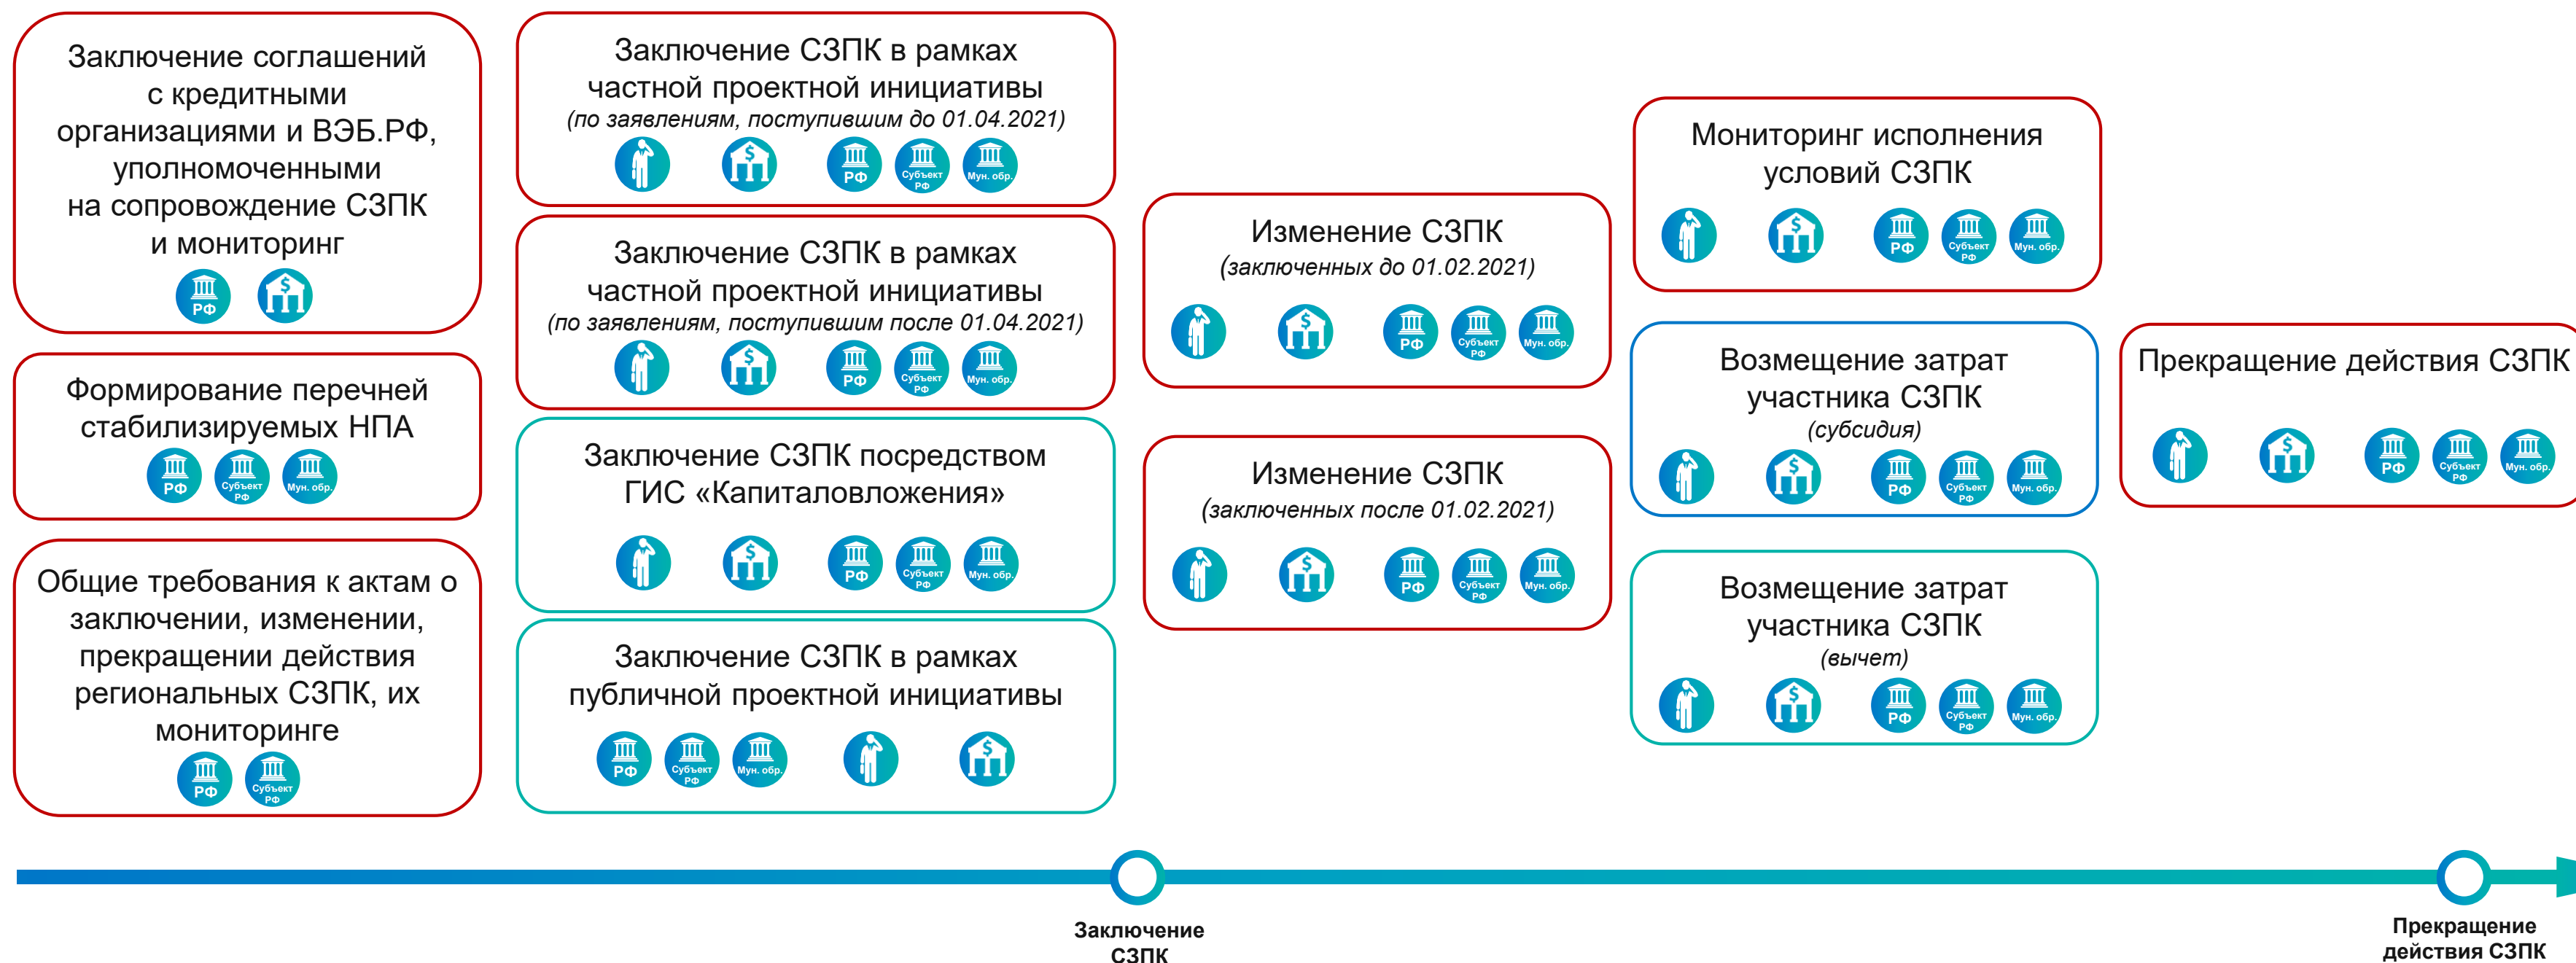 Заключение соглашений
с кредитными
организациями и ВЭБ.РФ,
уполномоченными
на сопровождение СЗПК
и мониторинг
РФ
Формирование перечней
стабилизируемых НПА
РФ
Субъект
РФ
Мун. обр.
Общие требования к актам о
заключении, изменении,
прекращении действия
региональных СЗПК, их
мониторинге
РФ
Субъект
РФ
Заключение СЗПК в рамках
частной проектной инициативы
(по заявлениям, поступившим до 01.04.2021)
РФ
Субъект
РФ
Мун. обр.
Заключение СЗПК в рамках
частной проектной инициативы
(по заявлениям, поступившим после 01.04.2021)
РФ
Субъект
РФ
Мун. обр.
Заключение СЗПК посредством
ГИС «Капиталовложения»
РФ
Субъект
РФ
Мун. обр.
Заключение СЗПК в рамках
публичной проектной инициативы
РФ
Субъект
РФ
Мун. обр.
Изменение СЗПК
(заключенных до 01.02.2021)
РФ
Субъект
РФ
Мун. обр.
Изменение СЗПК
(заключенных после 01.02.2021)
РФ
Субъект
РФ
Мун. обр.
Мониторинг исполнения
условий СЗПК
РФ
Субъект
РФ
Мун. обр.
Возмещение затрат
участника СЗПК
(субсидия)
РФ
Субъект
РФ
Мун. обр.
Возмещение затрат
участника СЗПК
(вычет)
РФ
Субъект
РФ
Мун. обр.
Прекращение действия СЗПК
РФ
Субъект
РФ
Мун. обр.
Заключение
СЗПК
Прекращение
действия СЗПК